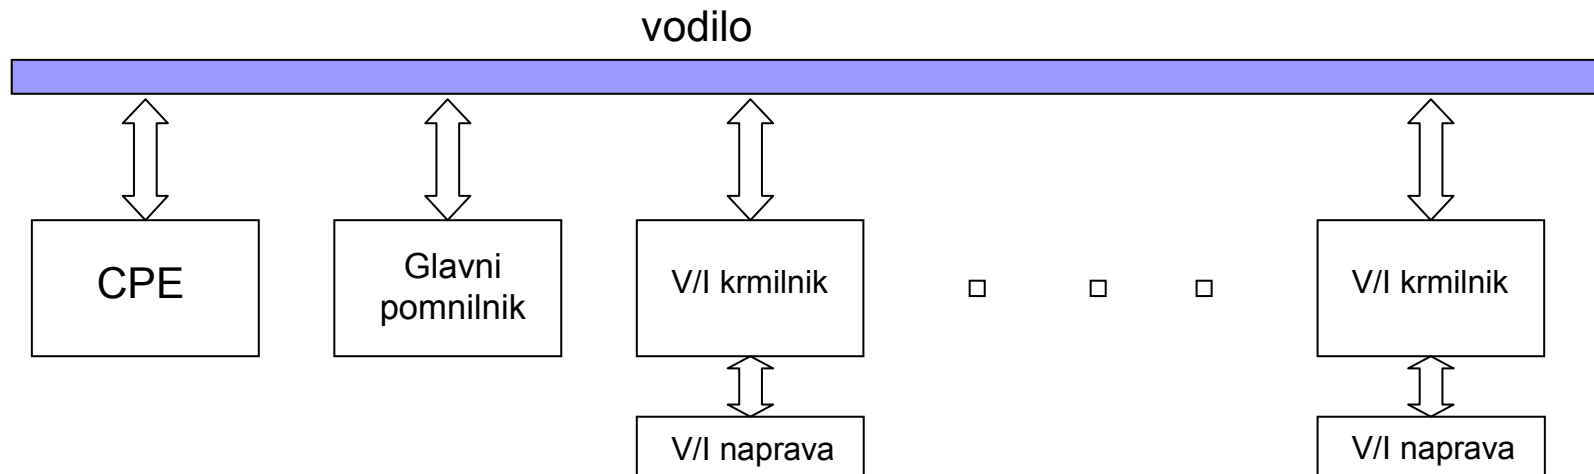 vodilo
CPE
Glavni
pomnilnik
V/I krmilnik
V/I krmilnik
V/I naprava
V/I naprava